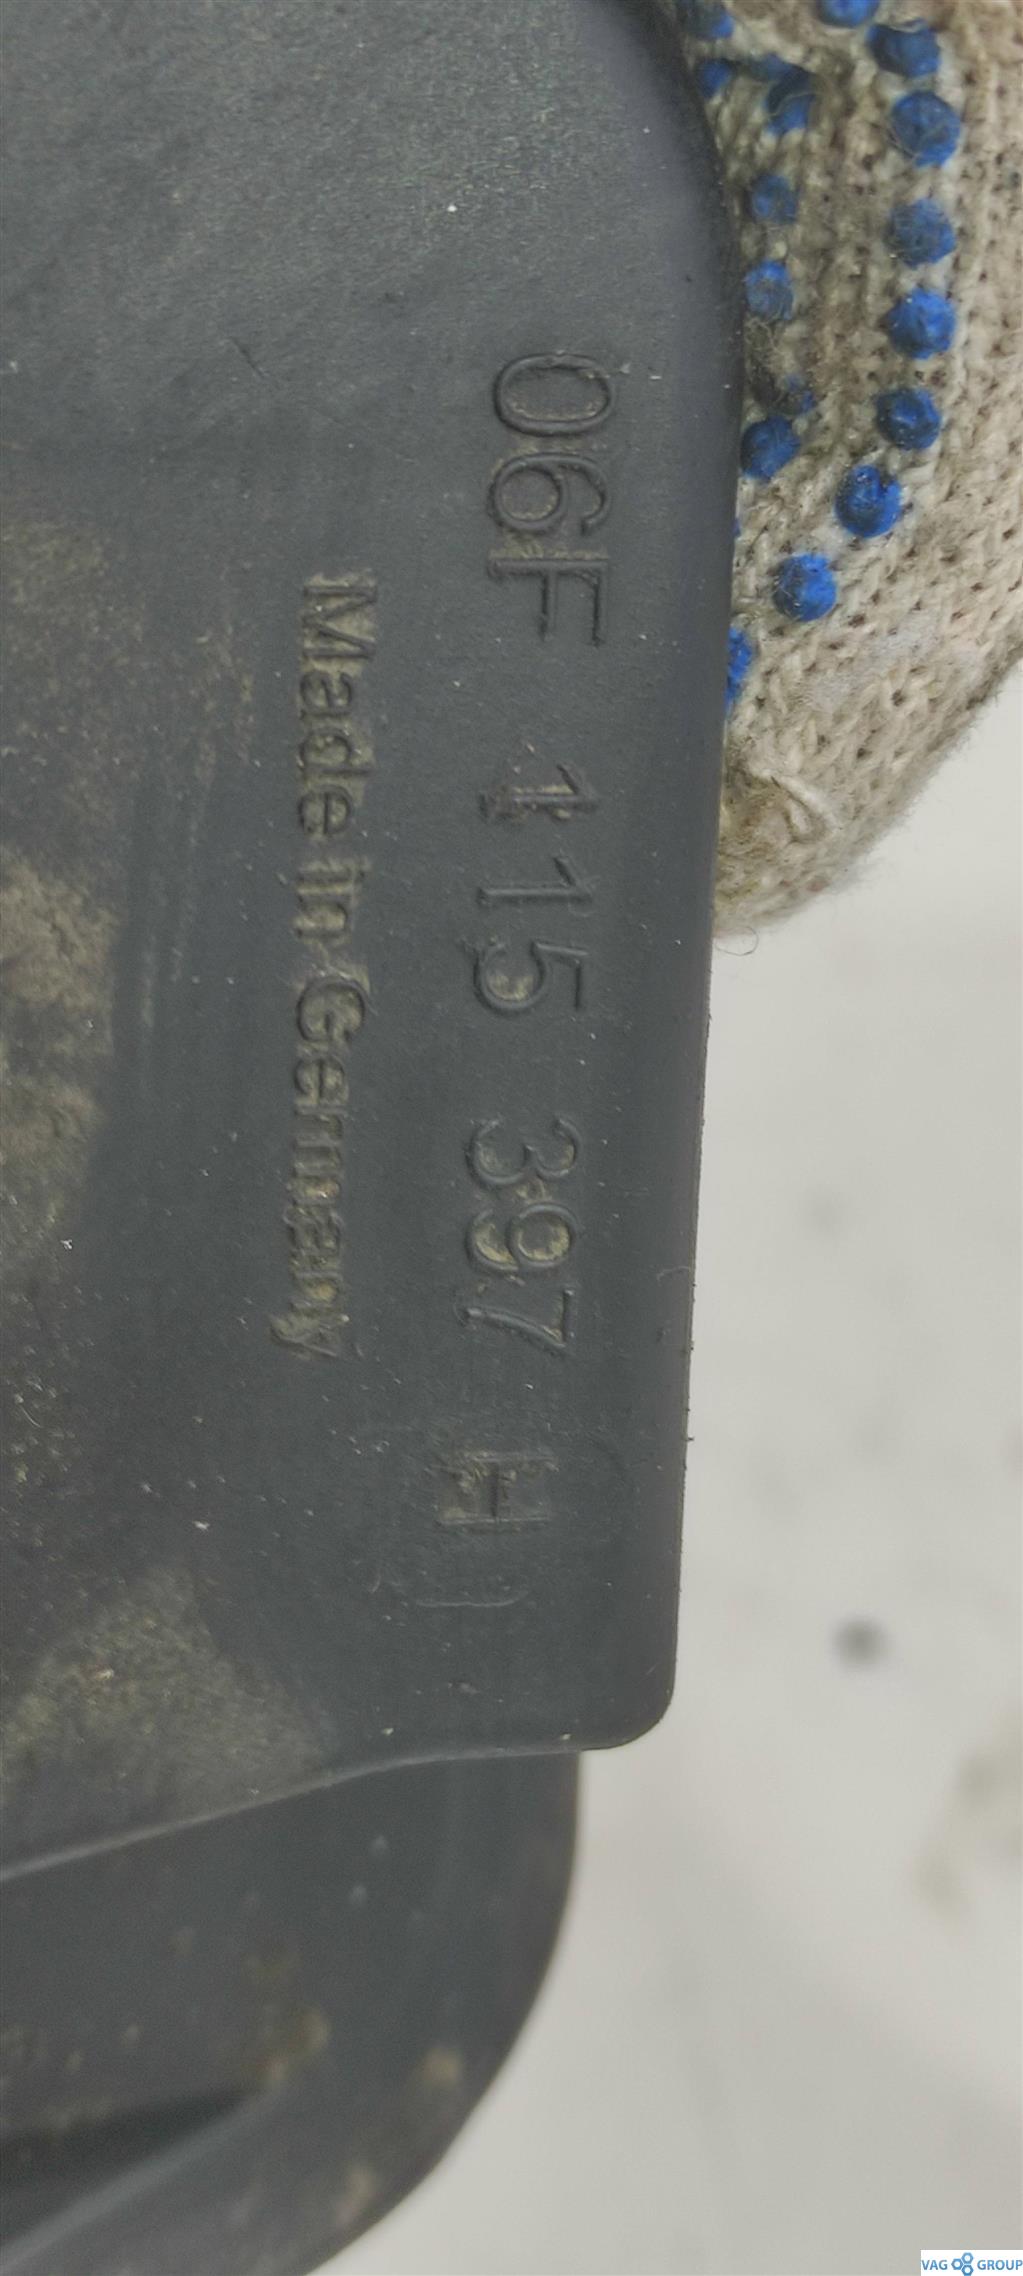 06F 115 397 H
Made in Germany
VAG GROUP